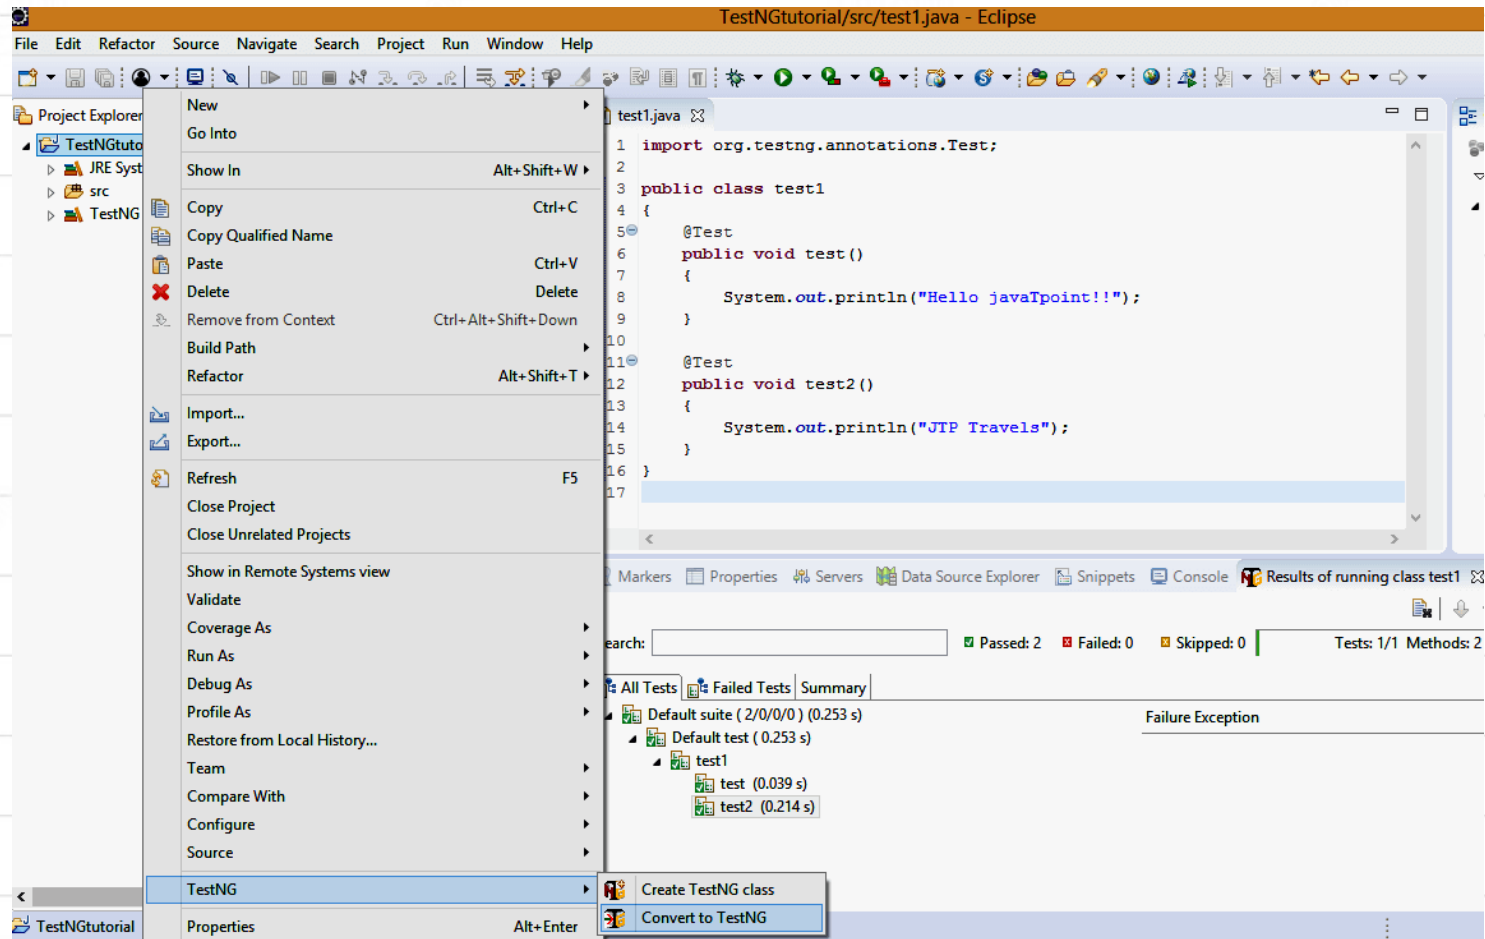 TestNGtutorial/src/test1.java - Eclipse
File Edit Refactor Source Navigate Search Project Run Window Help
Project Explorer
TestNGtuto
JRE Syst
src
TestNG
New
Go Into
Show In Alt+Shift+W
Copy Ctrl+C
Copy Qualified Name
Paste Ctrl+V
Delete Delete
Remove from Context Ctrl+Alt+Shift+Down
Build Path
Refactor Alt+Shift+T
Import...
Export...
Refresh F5
Close Project
Close Unrelated Projects
Show in Remote Systems view
Validate
Coverage As
Run As
Debug As
Profile As
Restore from Local History...
Team
Compare With
Configure
Source
TestNG
Properties Alt+Enter
Create TestNG class
Convert to TestNG
test1.java
1 import org.testng.annotations.Test;
2
3 public class test1
4 {
5 @Test
6 public void test()
7 {
8 System.out.println("Hello javaTpoint!!");
9 }
10
11 @Test
12 public void test2()
13 {
14 System.out.println("JTP Travels");
15 }
16 }
17
Markers Properties Servers Data Source Explorer Snippets Console Results of running class test1
earch: Passed: 2 Failed: 0 Skipped: 0 Tests: 1/1 Methods: 2
All Tests Failed Tests Summary
Default suite ( 2/0/0/0 ) (0.253 s)
Failure Exception
Default test ( 0.253 s)
test1
test (0.039 s)
test2 (0.214 s)
TestNGtutorial